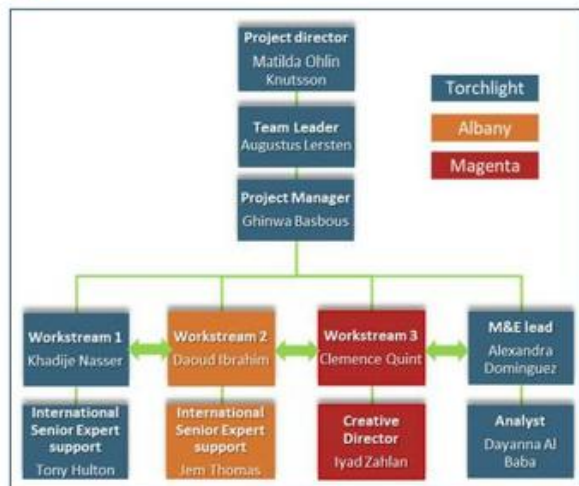 Project director
Matilda Ohlin
Knutsson
Torchlight
Team Leader
Augustus Lersten
Albany
Magenta
Project Manager
Ghinwa Basbous
Workstream 1
Khadije Nasser
Workstream 2
Daoud Ibrahim
Workstream 3
Clemence Quint
M&E lead
Alexandra
Dominguez
International
Senior Expert
support
Tony Hulton
International
Senior Expert
support
Jem Thomas
Creative
Director
Iyad Zahlan
Analyst
Dayanna Al
Baba